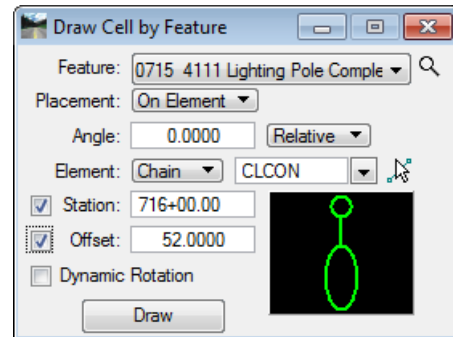 Draw Cell by Feature
Feature: 0715 4111 Lighting Pole Comple
Placement: On Element
Angle: 0.0000 Relative
Element: Chain CLCON
Station: 716+00.00
Offset: 52.0000
Dynamic Rotation
Draw